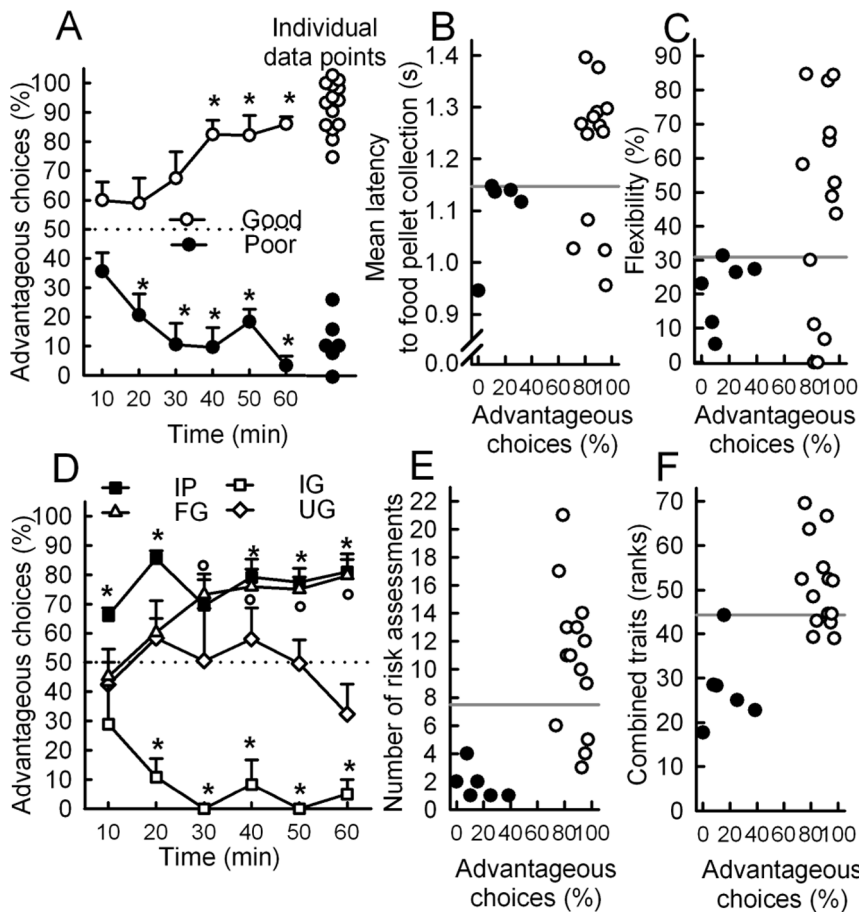 A
Individual
data points
Advantageous choices (%)
100
90
80
70
60
50
40
30
20
10
0
* * *
Good
Poor
* * * * *
10 20 30 40 50 60
Time (min)
B
Mean latency
to food pellet collection (s)
1.4
1.3
1.2
1.1
1.0
0.9
0.0
0 20 40 60 80 100
Advantageous
choices (%)
C
Flexibility (%)
90
80
70
60
50
40
30
20
10
0
0 20 40 60 80 100
Advantageous
choices (%)
D
IP IG
FG UG
Advantageous choices (%)
100
90
80
70
60
50
40
30
20
10
0
* * * * *
* * * * *
10 20 30 40 50 60
Time (min)
E
Number of risk assessments
22
20
18
16
14
12
10
8
6
4
2
0
0 20 40 60 80 100
Advantageous
choices (%)
F
Combined traits (ranks)
70
60
50
40
30
20
10
0
0 20 40 60 80 100
Advantageous
choices (%)